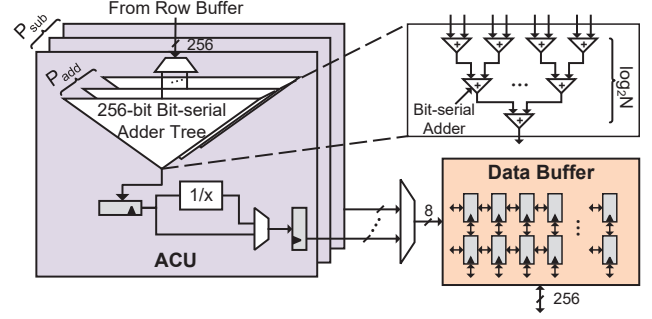 From Row Buffer
P_sub
256
P_add
256-bit Bit-serial
Adder Tree
1/x
ACU
+ + + +
+ ... +
+
Bit-serial
Adder
log₂N
8
Data Buffer
256